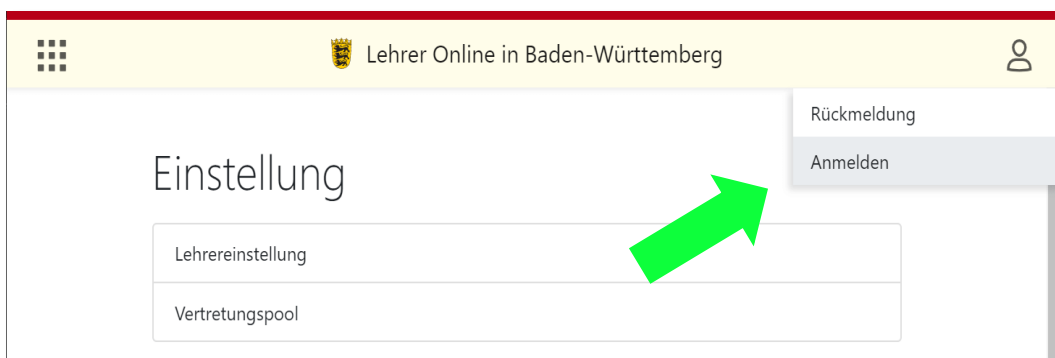 Lehrer Online in Baden-Württemberg
Rückmeldung
Anmelden
Einstellung
Lehrereinstellung
Vertretungspool